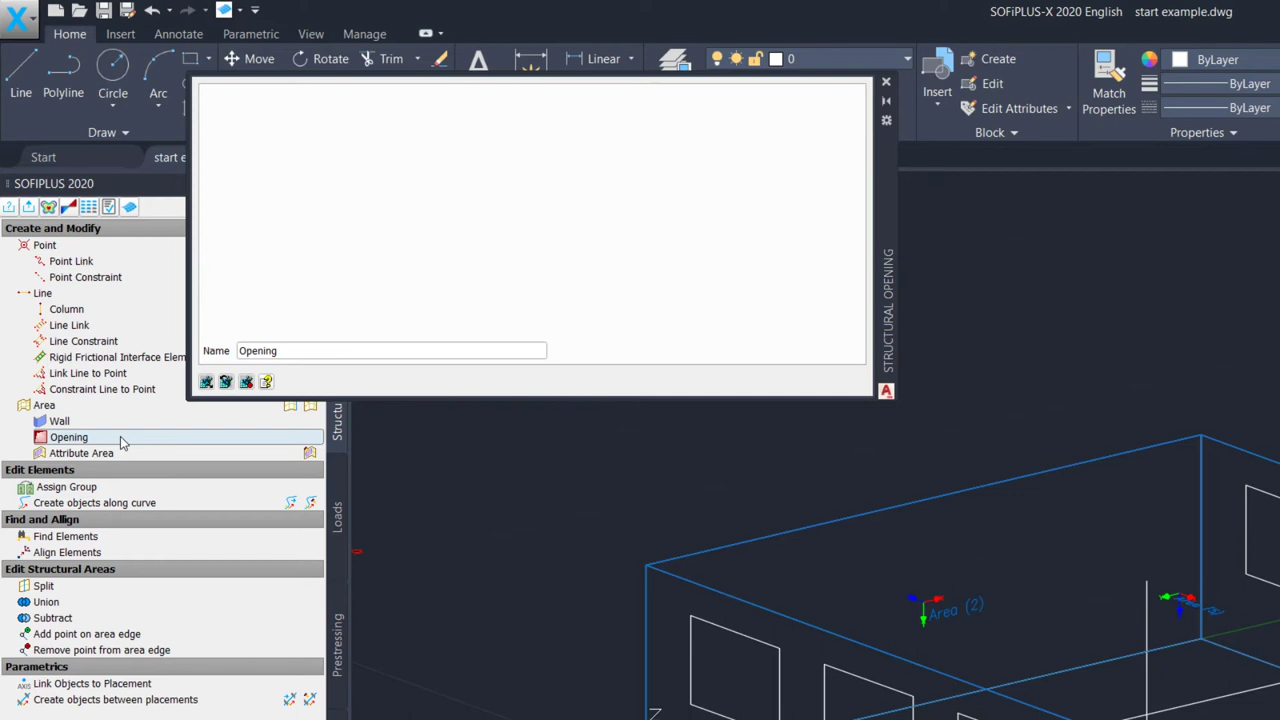 SOFiPLUS-X 2020 English start example.dwg
Home Insert Annotate Parametric View Manage
Move Rotate Trim Linear 0
Line Polyline Circle Arc
Insert
Create
Edit
Edit Attributes
Match
Properties
ByLayer
ByLayer
ByLayer
Draw Block Properties
Start start e
SOFIPLUS 2020
Create and Modify
Point
Point Link
Point Constraint
Line
Column
Line Link
Line Constraint
Rigid Frictional Interface Elem
Link Line to Point
Constraint Line to Point
Area
Wall
Opening
Attribute Area
Edit Elements
Assign Group
Create objects along curve
Find and Allign
Find Elements
Align Elements
Edit Structural Areas
Split
Union
Subtract
Add point on area edge
Remove point from area edge
Parametrics
Link Objects to Placement
Create objects between placements
Structu
Loads
Prestressing
Name Opening
STRUCTURAL OPENING
Area (2)
Z